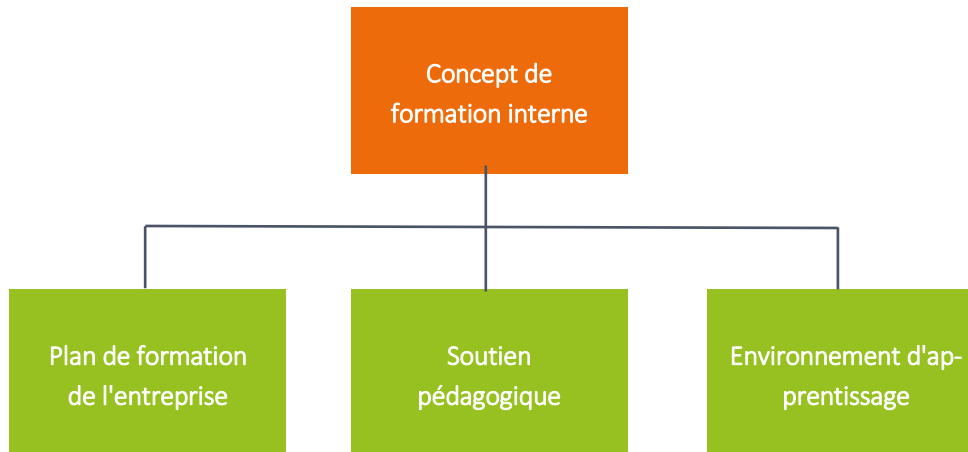 Concept de
formation interne
Plan de formation
de l'entreprise
Soutien
pédagogique
Environnement d'ap-
prentissage